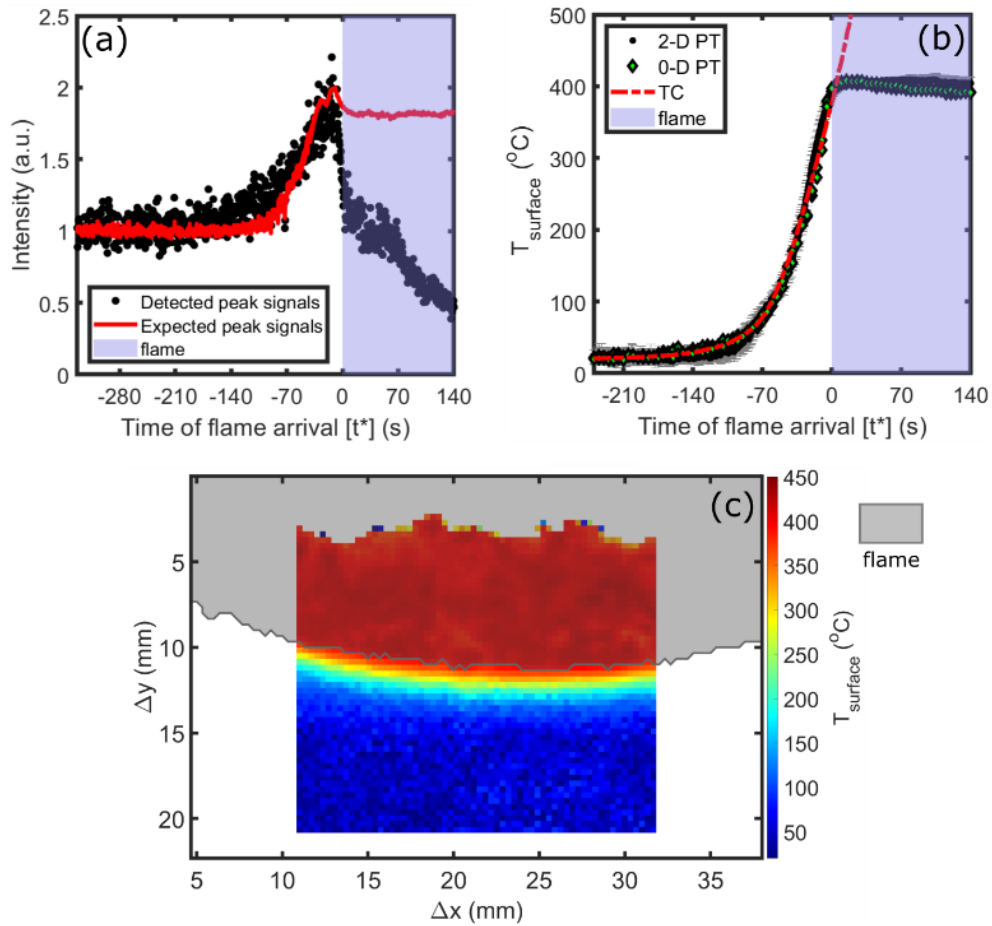 (a)
2.5
2
1.5
1
0.5
0
Intensity (a.u.)
Detected peak signals
Expected peak signals
flame
-280 -210 -140 -70 0 70 140
Time of flame arrival [t*] (s)
(b)
500
400
300
200
100
0
T_surface (°C)
2-D PT
0-D PT
TC
flame
-210 -140 -70 0 70 140
Time of flame arrival [t*] (s)
(c)
5
10
15
20
Δy (mm)
5 10 15 20 25 30 35
Δx (mm)
450
400
350
300
250
200
150
100
50
T_surface (°C)
flame